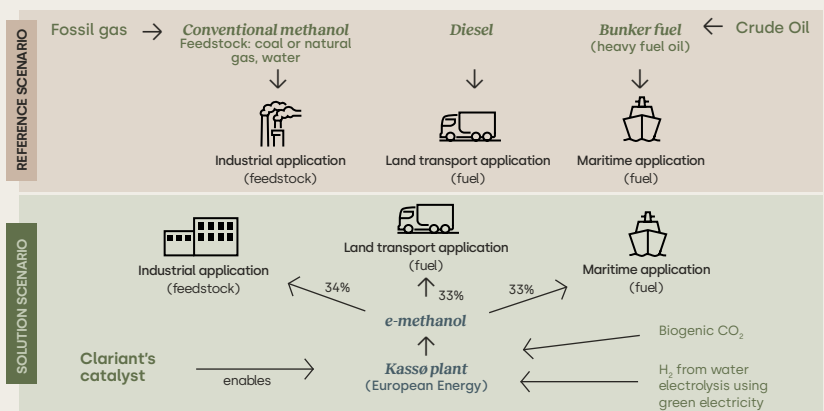 REFERENCE SCENARIO
Fossil gas
Conventional methanol
Feedstock: coal or natural
gas, water
Diesel
Bunker fuel
(heavy fuel oil)
Crude Oil
Industrial application
(feedstock)
Land transport application
(fuel)
Maritime application
(fuel)
SOLUTION SCENARIO
Industrial application
(feedstock)
Land transport application
(fuel)
Maritime application
(fuel)
34%
33%
33%
e-methanol
Biogenic CO₂
Clariant's
catalyst
enables
Kassø plant
(European Energy)
H₂ from water
electrolysis using
green electricity